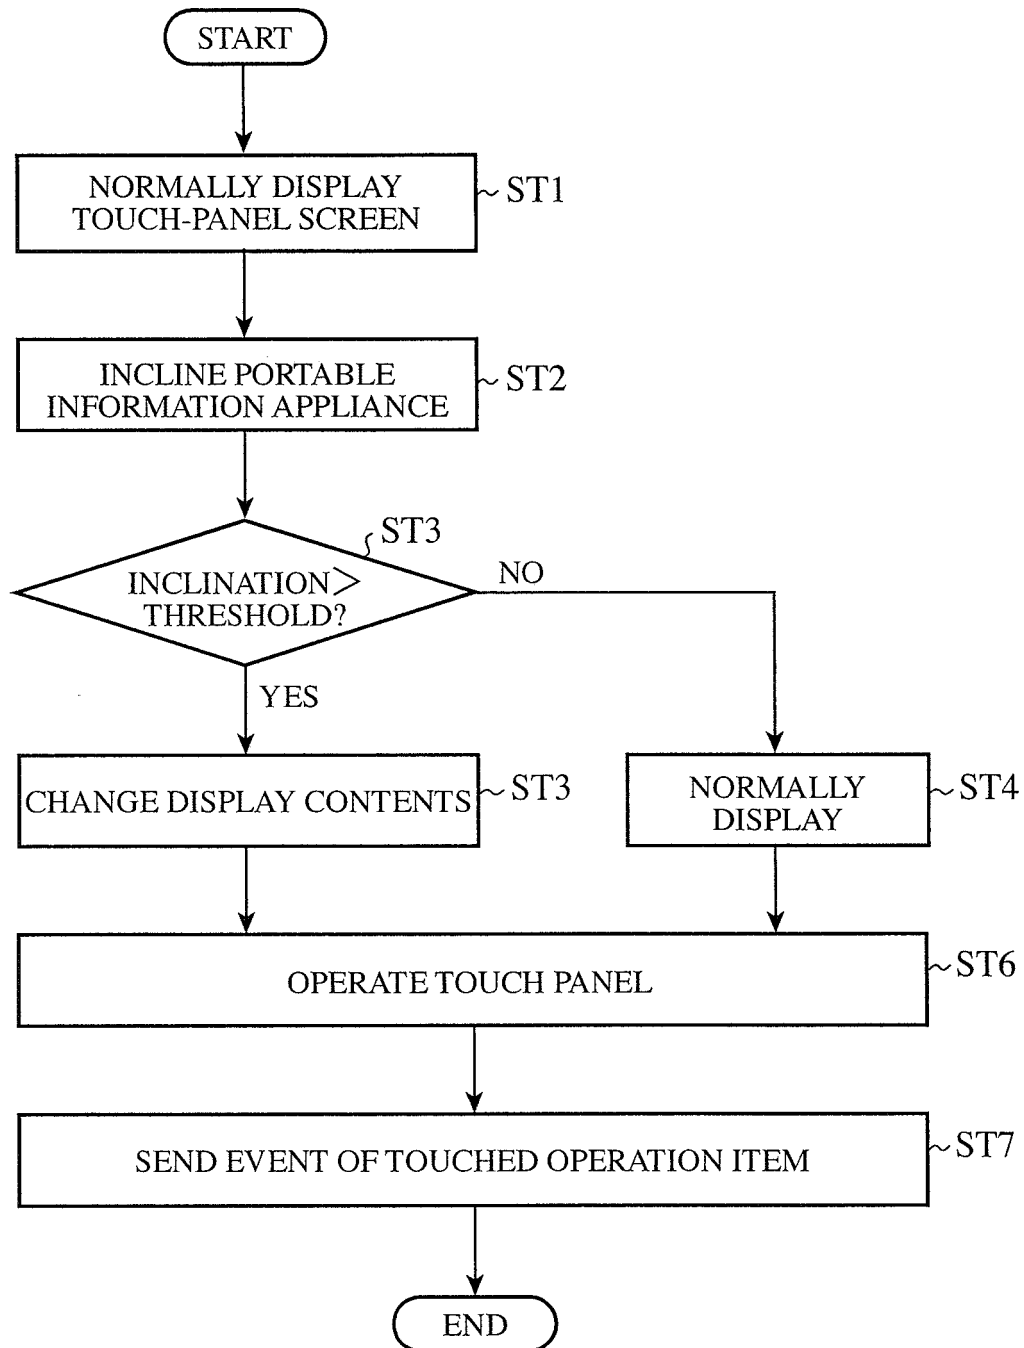 START
NORMALLY DISPLAY
TOUCH-PANEL SCREEN
ST1
INCLINE PORTABLE
INFORMATION APPLIANCE
ST2
ST3
INCLINATION>
THRESHOLD?
NO
YES
CHANGE DISPLAY CONTENTS
ST3
NORMALLY
DISPLAY
ST4
OPERATE TOUCH PANEL
ST6
SEND EVENT OF TOUCHED OPERATION ITEM
ST7
END